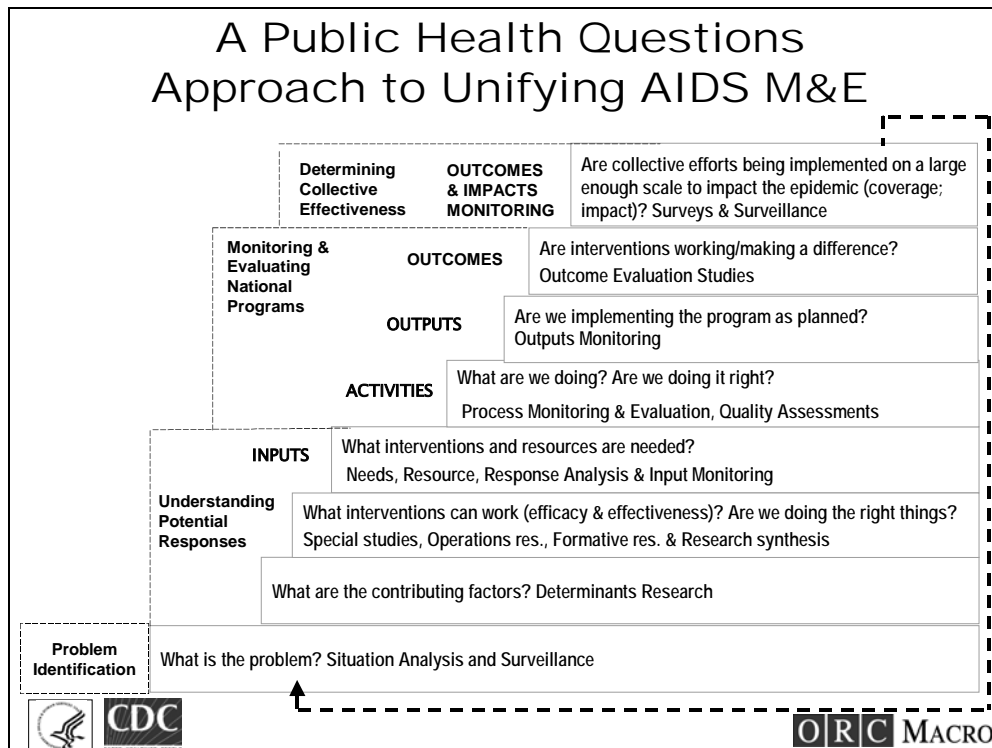 A Public Health Questions
Approach to Unifying AIDS M&E
Determining
Collective
Effectiveness
OUTCOMES
& IMPACTS
MONITORING
Are collective efforts being implemented on a large
enough scale to impact the epidemic (coverage;
impact)? Surveys & Surveillance
Monitoring &
Evaluating
National
Programs
OUTCOMES
Are interventions working/making a difference?
Outcome Evaluation Studies
OUTPUTS
Are we implementing the program as planned?
Outputs Monitoring
ACTIVITIES
What are we doing? Are we doing it right?
Process Monitoring & Evaluation, Quality Assessments
INPUTS
What interventions and resources are needed?
Needs, Resource, Response Analysis & Input Monitoring
Understanding
Potential
Responses
What interventions can work (efficacy & effectiveness)? Are we doing the right things?
Special studies, Operations res., Formative res. & Research synthesis
What are the contributing factors? Determinants Research
Problem
Identification
What is the problem? Situation Analysis and Surveillance
CDC
ORC MACRO